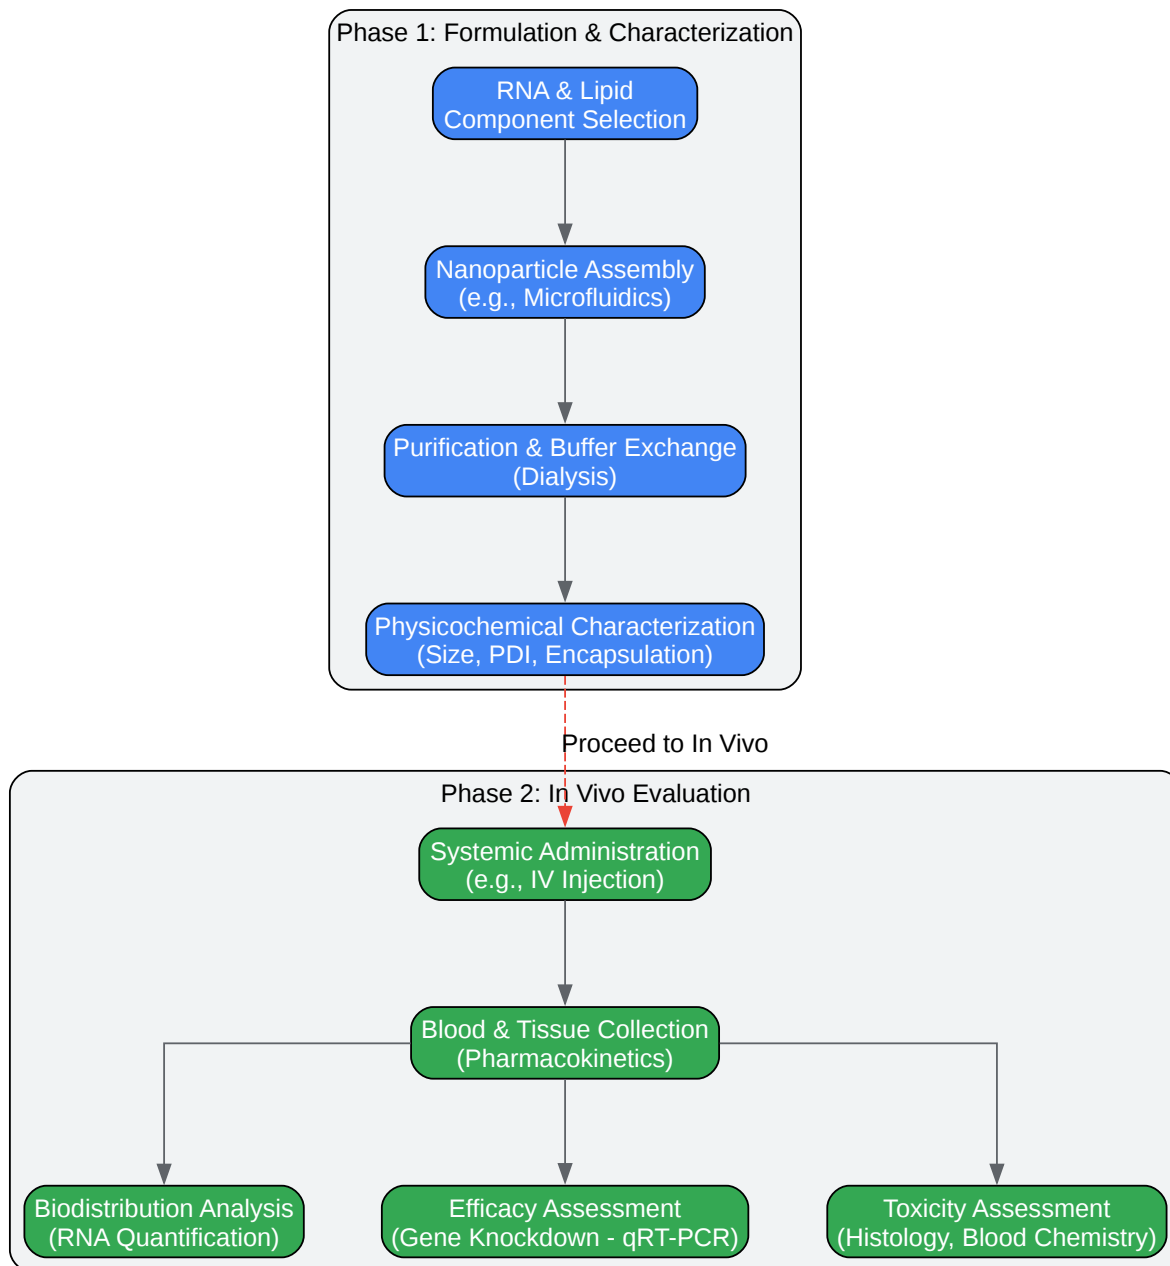 Phase 1: Formulation & Characterization
RNA & Lipid
Component Selection
Nanoparticle Assembly
(e.g., Microfluidics)
Purification & Buffer Exchange
(Dialysis)
Physicochemical Characterization
(Size, PDI, Encapsulation)
Proceed to In Vivo
Phase 2: In Vivo Evaluation
Systemic Administration
(e.g., IV Injection)
Blood & Tissue Collection
(Pharmacokinetics)
Biodistribution Analysis
(RNA Quantification)
Efficacy Assessment
(Gene Knockdown - qRT-PCR)
Toxicity Assessment
(Histology, Blood Chemistry)